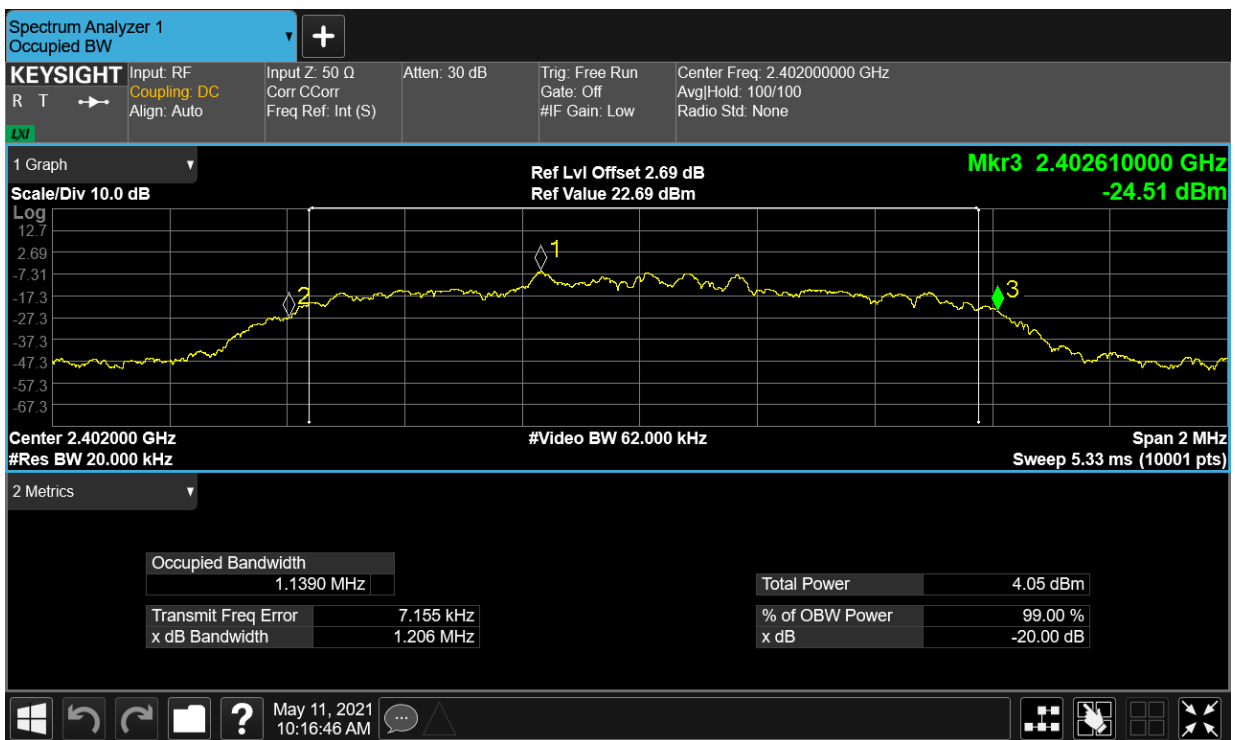 Spectrum Analyzer 1
Occupied BW
KEYSIGHT
R T
LXI
Input: RF
Coupling: DC
Align: Auto
Input Z: 50 Ω
Corr CCorr
Freq Ref: Int (S)
Atten: 30 dB
Trig: Free Run
Gate: Off
#IF Gain: Low
Center Freq: 2.402000000 GHz
Avg|Hold: 100/100
Radio Std: None
1 Graph
Scale/Div 10.0 dB
Ref Lvl Offset 2.69 dB
Ref Value 22.69 dBm
Mkr3 2.402610000 GHz
-24.51 dBm
Log
12.7
2.69
-7.31
-17.3
-27.3
-37.3
-47.3
-57.3
-67.3
1
2
3
Center 2.402000 GHz
#Res BW 20.000 kHz
#Video BW 62.000 kHz
Span 2 MHz
Sweep 5.33 ms (10001 pts)
2 Metrics
Occupied Bandwidth
1.1390 MHz
Transmit Freq Error 7.155 kHz
x dB Bandwidth 1.206 MHz
Total Power 4.05 dBm
% of OBW Power 99.00 %
x dB -20.00 dB
?
May 11, 2021
10:16:46 AM